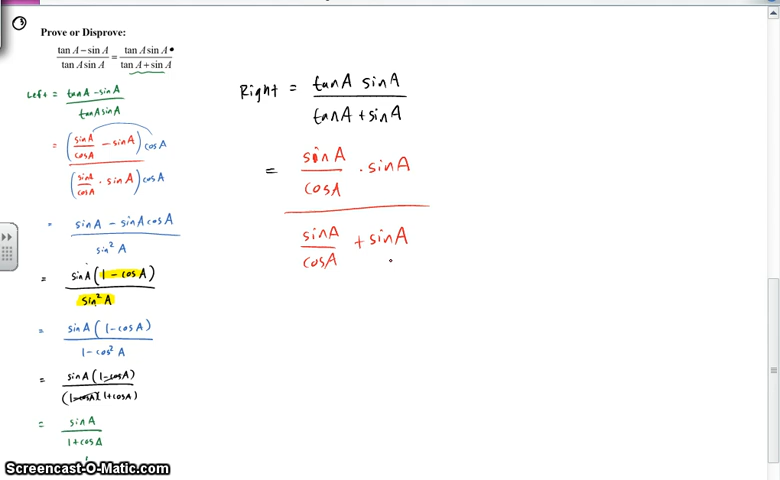 ③
Prove or Disprove:
tan A − sin A / tan A sin A = tan A sin A / tan A + sin A
Left = tanA − sinA / tanA sinA
= (sinA/cosA − sinA) cosA / (sinA/cosA · sinA) cosA
= sinA − sinA cosA / sin² A
= sinA (1 − cosA) / sin² A
= sinA (1 − cosA) / 1 − cos² A
= sinA (1 − cosA) / (1 − cosA)(1 + cosA)
= sinA / 1 + cosA
Right = tanA sinA / tanA + sinA
= sinA/cosA · sinA / sinA/cosA + sinA
Screencast-O-Matic.com